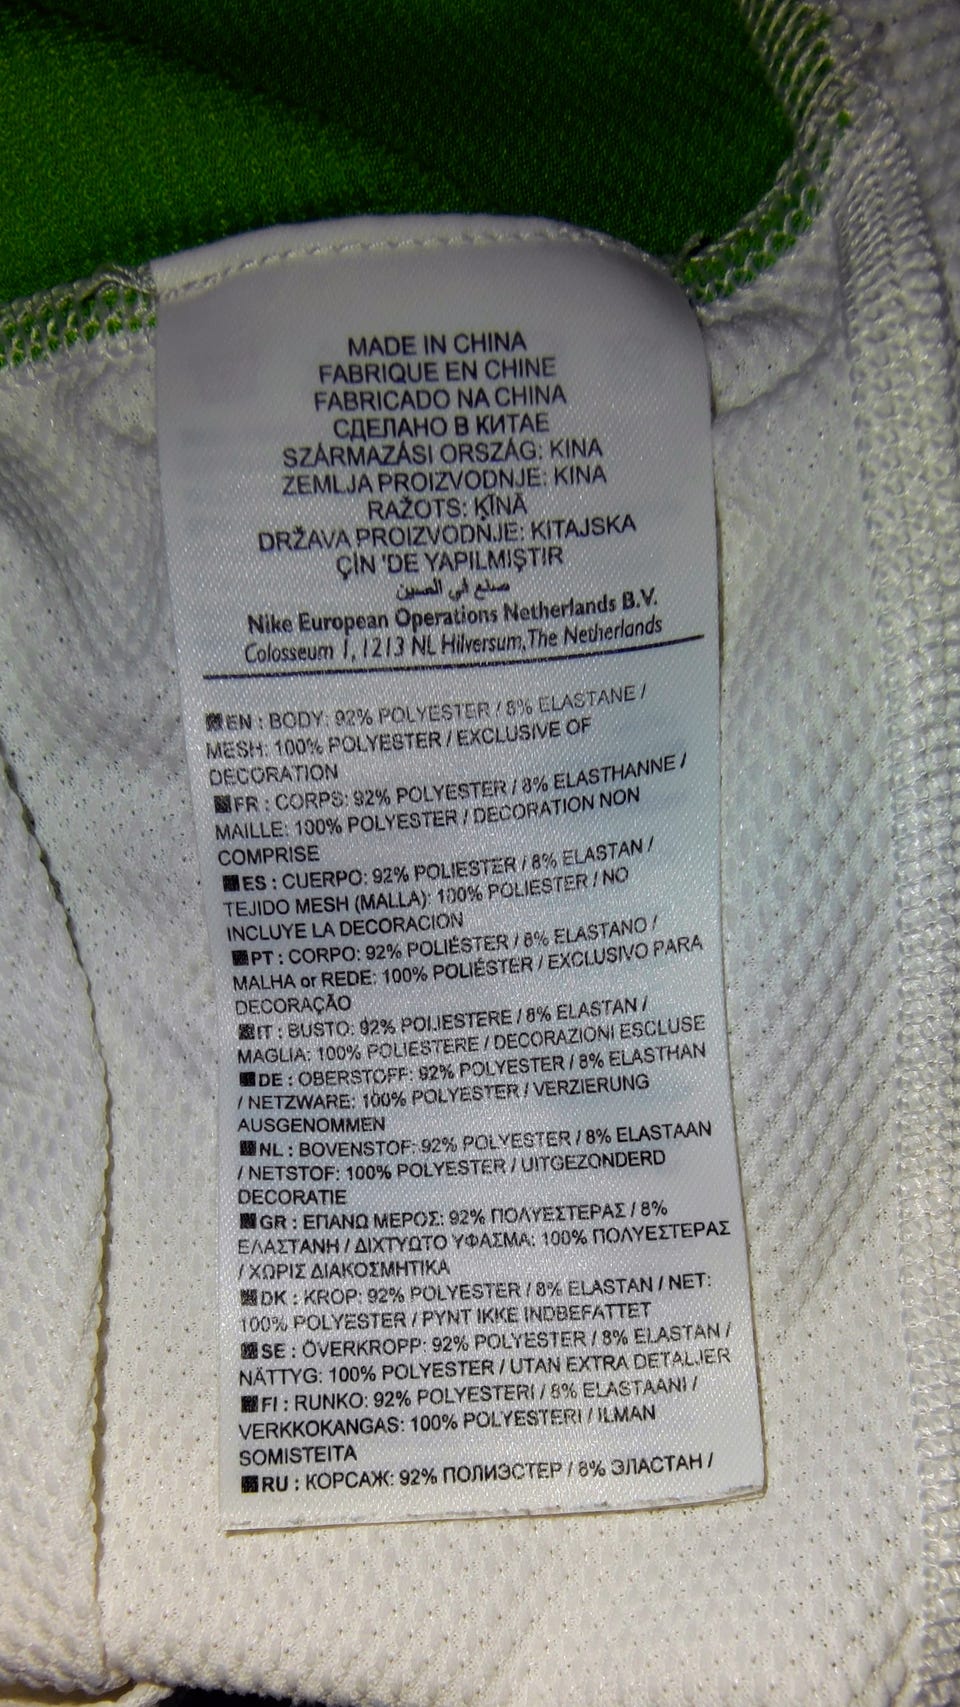 MADE IN CHINA
FABRIQUE EN CHINE
FABRICADO NA CHINA
СДЕЛАНО В КИТАЕ
SZÁRMAZÁSI ORSZÁG: KINA
ZEMLJA PROIZVODNJE: KINA
RAŽOTS: ĶĪNĀ
DRŽAVA PROIZVODNJE: KITAJSKA
ÇİN 'DE YAPILMIŞTIR
صنع في الصين
Nike European Operations Netherlands B.V.
Colosseum 1, 1213 NL Hilversum, The Netherlands
EN : BODY: 92% POLYESTER / 8% ELASTANE /
MESH: 100% POLYESTER / EXCLUSIVE OF
DECORATION
FR : CORPS: 92% POLYESTER / 8% ELASTHANNE /
MAILLE: 100% POLYESTER / DECORATION NON
COMPRISE
ES : CUERPO: 92% POLIESTER / 8% ELASTAN /
TEJIDO MESH (MALLA): 100% POLIESTER / NO
INCLUYE LA DECORACION
PT : CORPO: 92% POLIÉSTER / 8% ELASTANO /
MALHA or REDE: 100% POLIÉSTER / EXCLUSIVO PARA
DECORAÇÃO
IT : BUSTO: 92% POLIESTERE / 8% ELASTAN /
MAGLIA: 100% POLIESTERE / DECORAZIONI ESCLUSE
DE : OBERSTOFF: 92% POLYESTER / 8% ELASTHAN
/ NETZWARE: 100% POLYESTER / VERZIERUNG
AUSGENOMMEN
NL : BOVENSTOF: 92% POLYESTER / 8% ELASTAAN
/ NETSTOF: 100% POLYESTER / UITGEZONDERD
DECORATIE
GR : ΕΠΑΝΩ ΜΕΡΟΣ: 92% ΠΟΛΥΕΣΤΕΡΑΣ / 8%
ΕΛΑΣΤΑΝΗ / ΔΙΧΤΥΩΤΟ ΥΦΑΣΜΑ: 100% ΠΟΛΥΕΣΤΕΡΑΣ
/ ΧΩΡΙΣ ΔΙΑΚΟΣΜΗΤΙΚΑ
DK : KROP: 92% POLYESTER / 8% ELASTAN / NET:
100% POLYESTER / PYNT IKKE INDBEFATTET
SE : ÖVERKROPP: 92% POLYESTER / 8% ELASTAN /
NÄTTYG: 100% POLYESTER / UTAN EXTRA DETALJER
FI : RUNKO: 92% POLYESTERI / 8% ELASTAANI /
VERKKOKANGAS: 100% POLYESTERI / ILMAN
SOMISTEITA
RU : КОРСАЖ: 92% ПОЛИЭСТЕР / 8% ЭЛАСТАН /